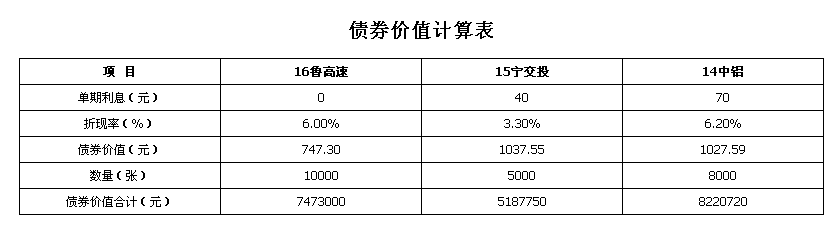 债券价值计算表
项 目 16鲁高速 15宁交投 14中铝
单期利息（元） 0 40 70
折现率（%） 6.00% 3.30% 6.20%
债券价值（元） 747.30 1037.55 1027.59
数量（张） 10000 5000 8000
债券价值合计（元） 7473000 5187750 8220720